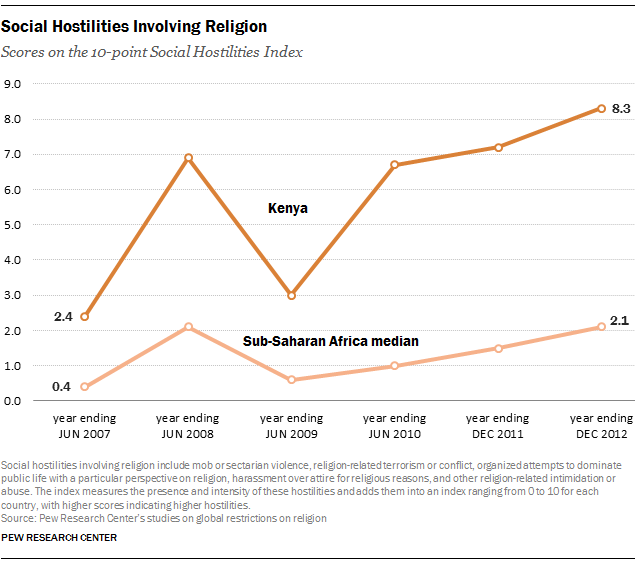 Social Hostilities Involving Religion
Scores on the 10-point Social Hostilities Index
9.0
8.0
7.0
6.0
5.0
4.0
3.0
2.0
1.0
0.0
8.3
Kenya
2.4
2.1
Sub-Saharan Africa median
0.4
year ending
JUN 2007
year ending
JUN 2008
year ending
JUN 2009
year ending
JUN 2010
year ending
DEC 2011
year ending
DEC 2012
Social hostilities involving religion include mob or sectarian violence, religion-related terrorism or conflict, organized attempts to dominate
public life with a particular perspective on religion, harassment over attire for religious reasons, and other religion-related intimidation or
abuse. The index measures the presence and intensity of these hostilities and adds them into an index ranging from 0 to 10 for each
country, with higher scores indicating higher hostilities.
Source: Pew Research Center's studies on global restrictions on religion
PEW RESEARCH CENTER